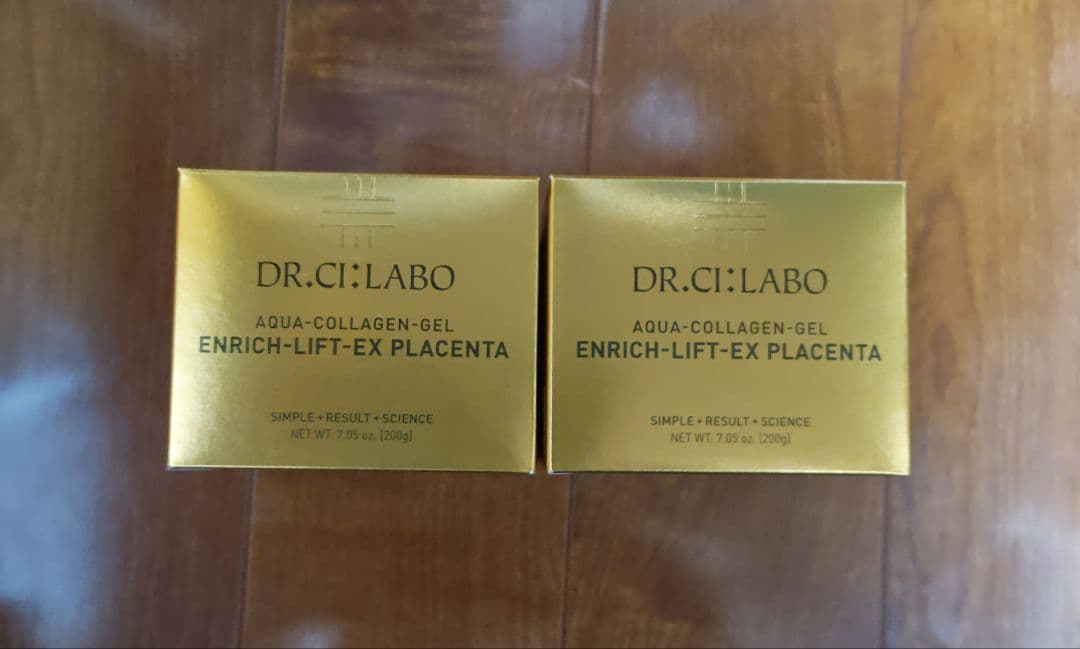 DR.CI:LABO
AQUA-COLLAGEN-GEL
ENRICH-LIFT-EX PLACENTA
SIMPLE+RESULT+SCIENCE
NET WT. 7.05 oz. (200g)
DR.CI:LABO
AQUA-COLLAGEN-GEL
ENRICH-LIFT-EX PLACENTA
SIMPLE+RESULT+SCIENCE
NET WT. 7.05 oz. (200g)